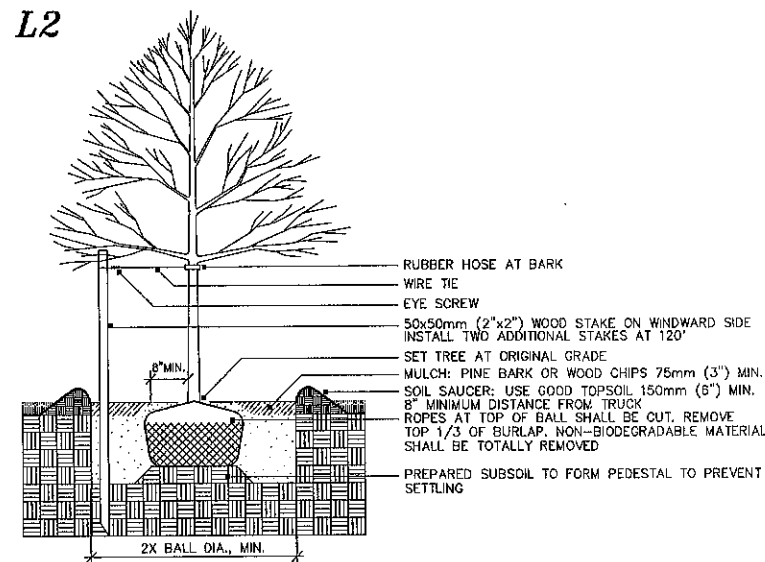 L2
RUBBER HOSE AT BARK
WIRE TIE
EYE SCREW
50x50mm (2"x2") WOOD STAKE ON WINDWARD SIDE
INSTALL TWO ADDITIONAL STAKES AT 120'
SET TREE AT ORIGINAL GRADE
8"MIN.
MULCH: PINE BARK OR WOOD CHIPS 75mm (3") MIN.
SOIL SAUCER: USE GOOD TOPSOIL 150mm (6") MIN.
8" MINIMUM DISTANCE FROM TRUCK
ROPES AT TOP OF BALL SHALL BE CUT. REMOVE
TOP 1/3 OF BURLAP. NON-BIODEGRADABLE MATERIAL
SHALL BE TOTALLY REMOVED
PREPARED SUBSOIL TO FORM PEDESTAL TO PREVENT
SETTLING
2X BALL DIA., MIN.